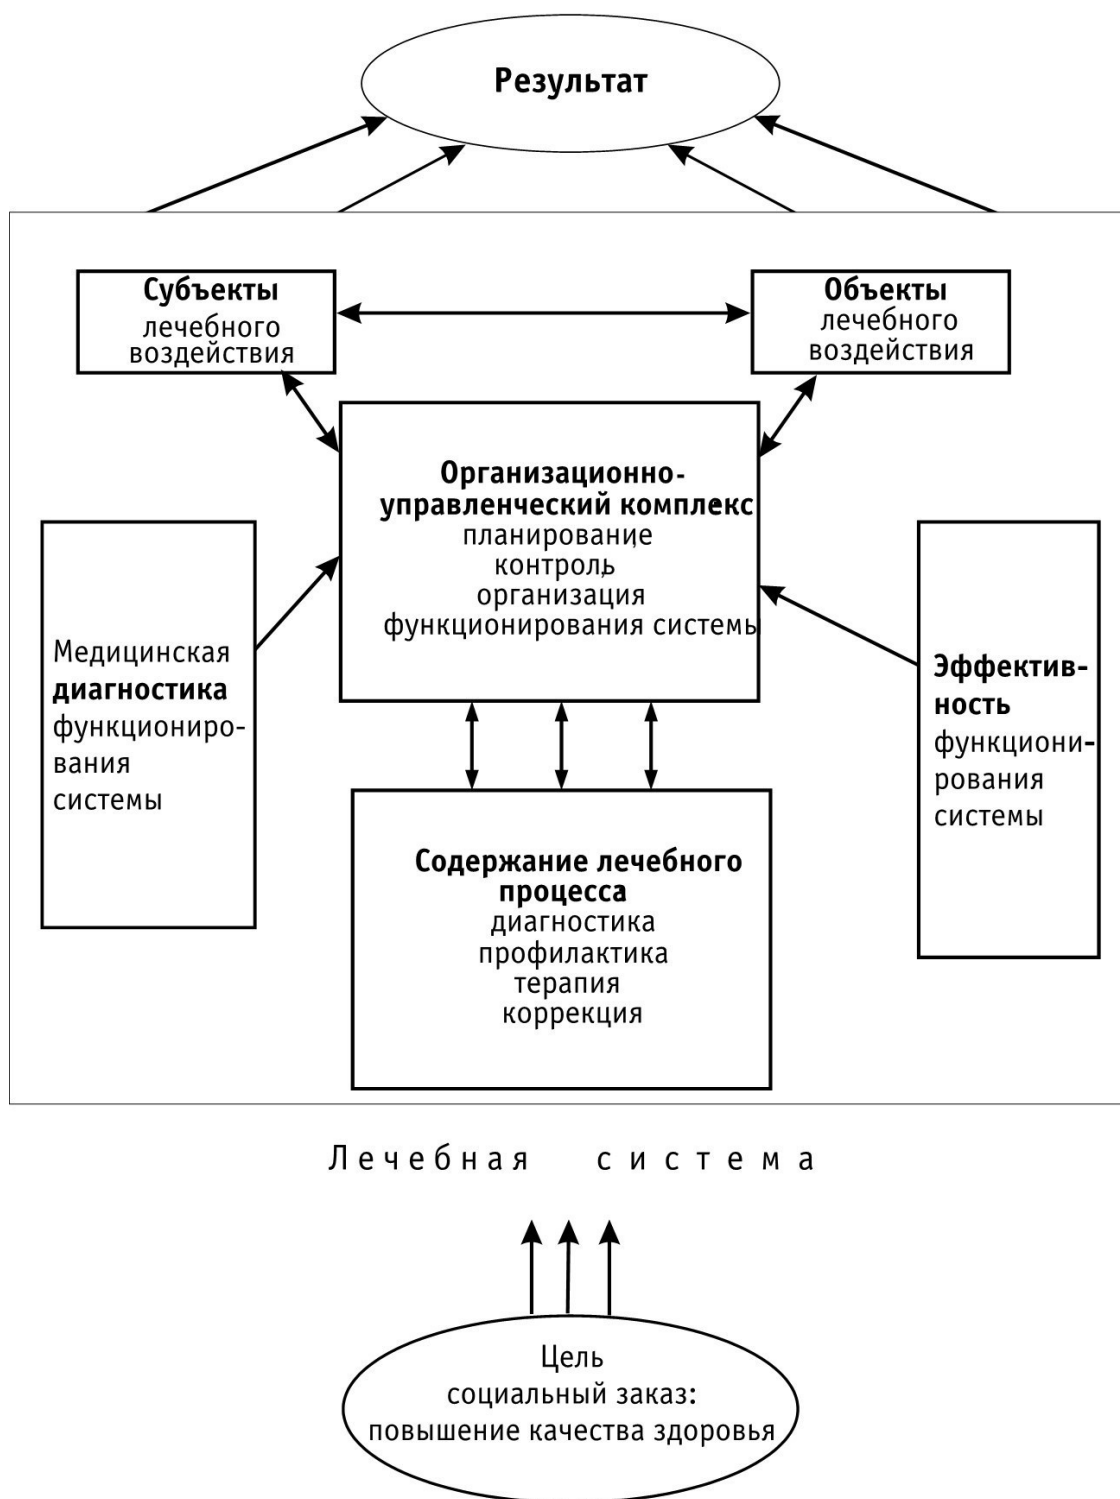 Результат
Субъекты
лечебного
воздействия
Объекты
лечебного
воздействия
Организационно-
управленческий комплекс
планирование,
контроль,
организация
функционирования системы
Медицинская
диагностика
функциониро-
вания
системы
Эффектив-
ность
функциони-
рования
системы
Содержание лечебного
процесса
диагностика
профилактика
терапия
коррекция
Лечебная система
Цель
социальный заказ:
повышение качества здоровья